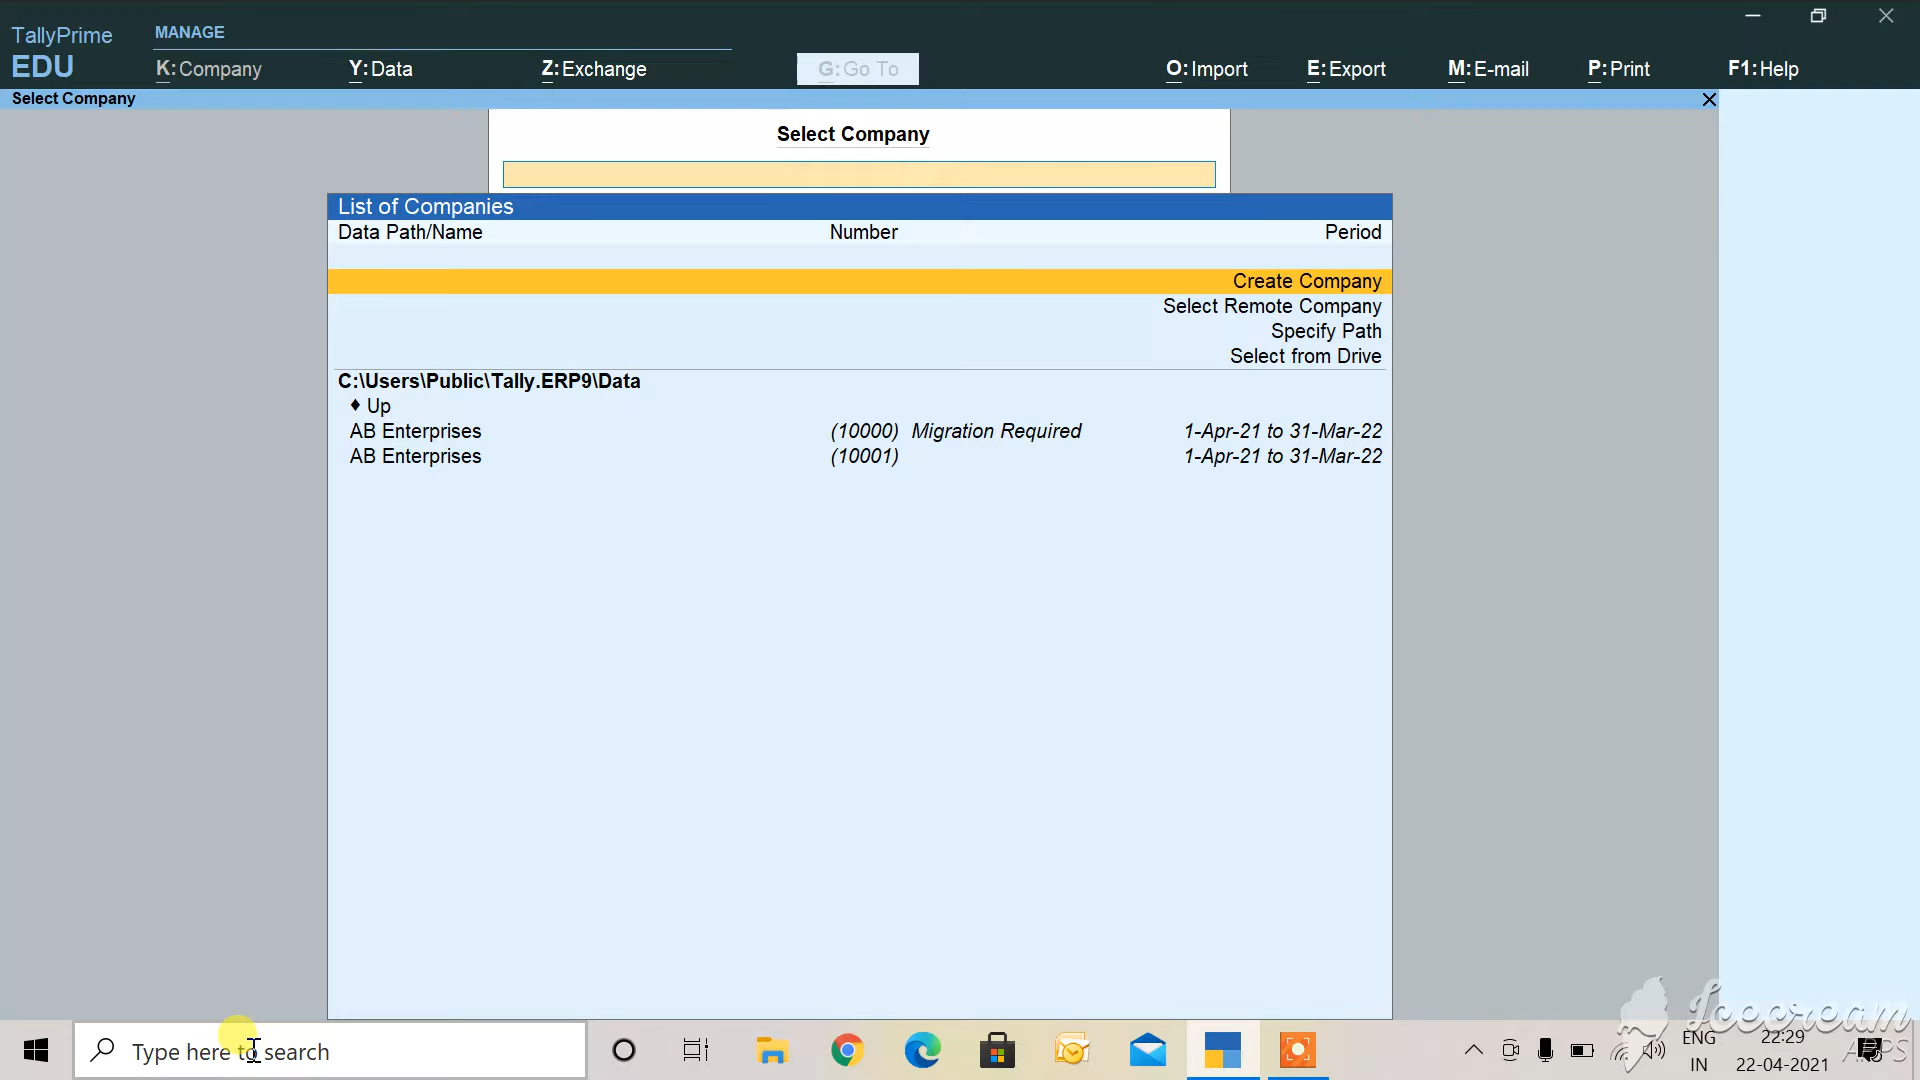 TallyPrime
EDU
MANAGE
K: Company
Y: Data
Z: Exchange
G: Go To
O: Import
E: Export
M: E-mail
P: Print
F1: Help
Select Company
Select Company
List of Companies
Data Path/Name Number Period
Create Company
Select Remote Company
Specify Path
Select from Drive
C:\Users\Public\Tally.ERP9\Data
♦ Up
AB Enterprises (10000) Migration Required 1-Apr-21 to 31-Mar-22
AB Enterprises (10001) 1-Apr-21 to 31-Mar-22
Type here to search
ENG
IN
22:29
22-04-2021
Icecream
APPS